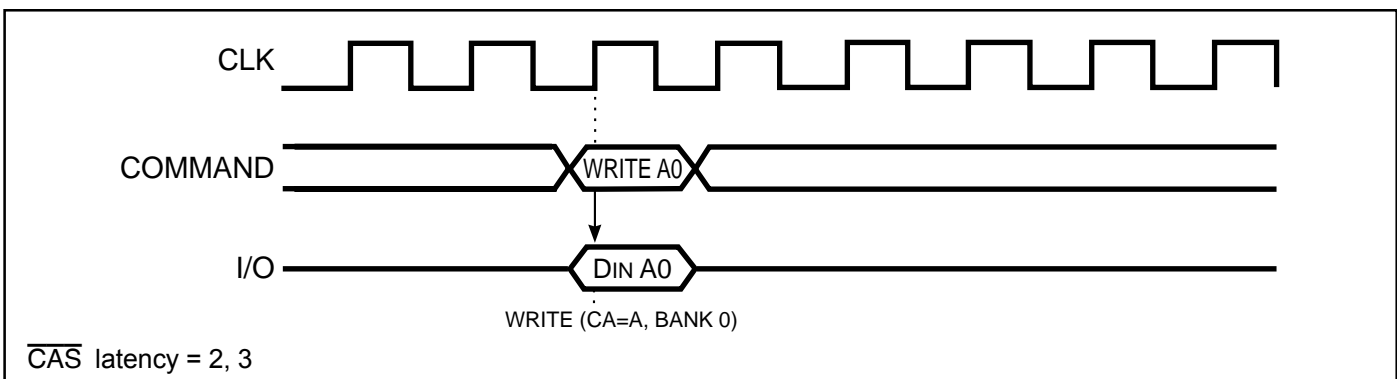 CLK
COMMAND
WRITE A0
I/O
DIN A0
WRITE (CA=A, BANK 0)
CAS latency = 2, 3